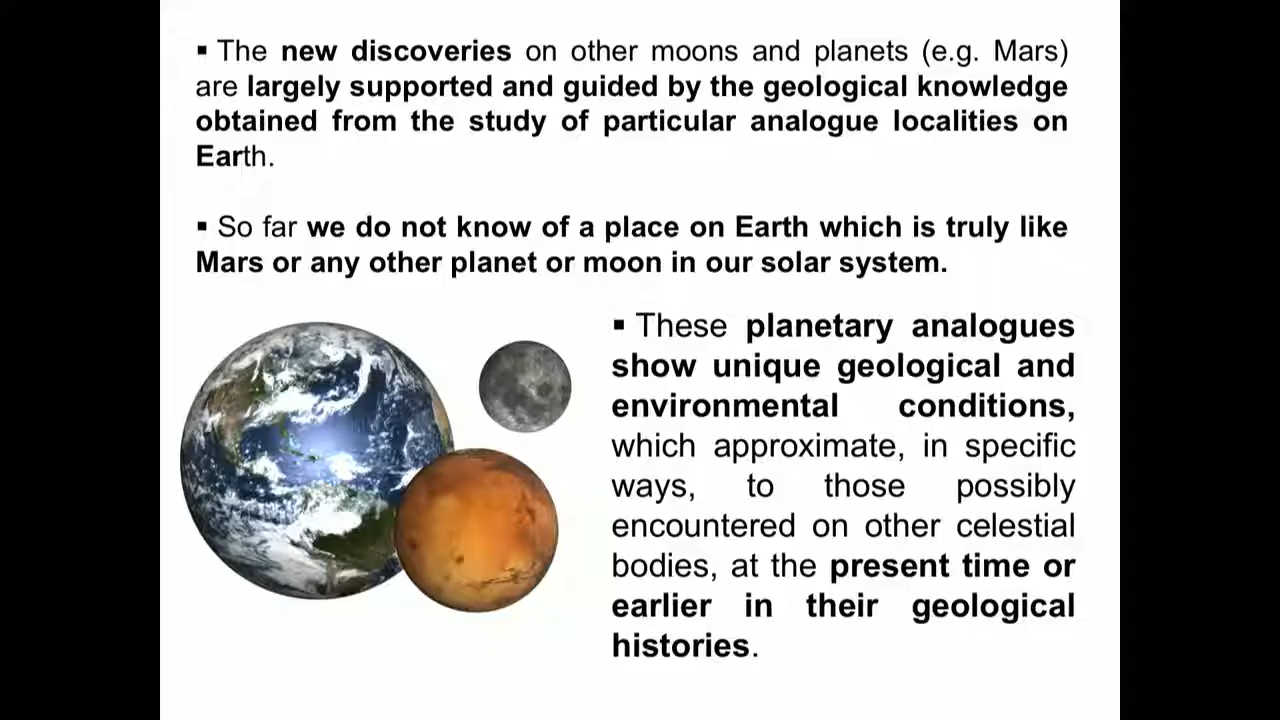 ▪ The new discoveries on other moons and planets (e.g. Mars)
are largely supported and guided by the geological knowledge
obtained from the study of particular analogue localities on
Earth.
▪ So far we do not know of a place on Earth which is truly like
Mars or any other planet or moon in our solar system.
▪ These planetary analogues
show unique geological and
environmental conditions,
which approximate, in specific
ways, to those possibly
encountered on other celestial
bodies, at the present time or
earlier in their geological
histories.